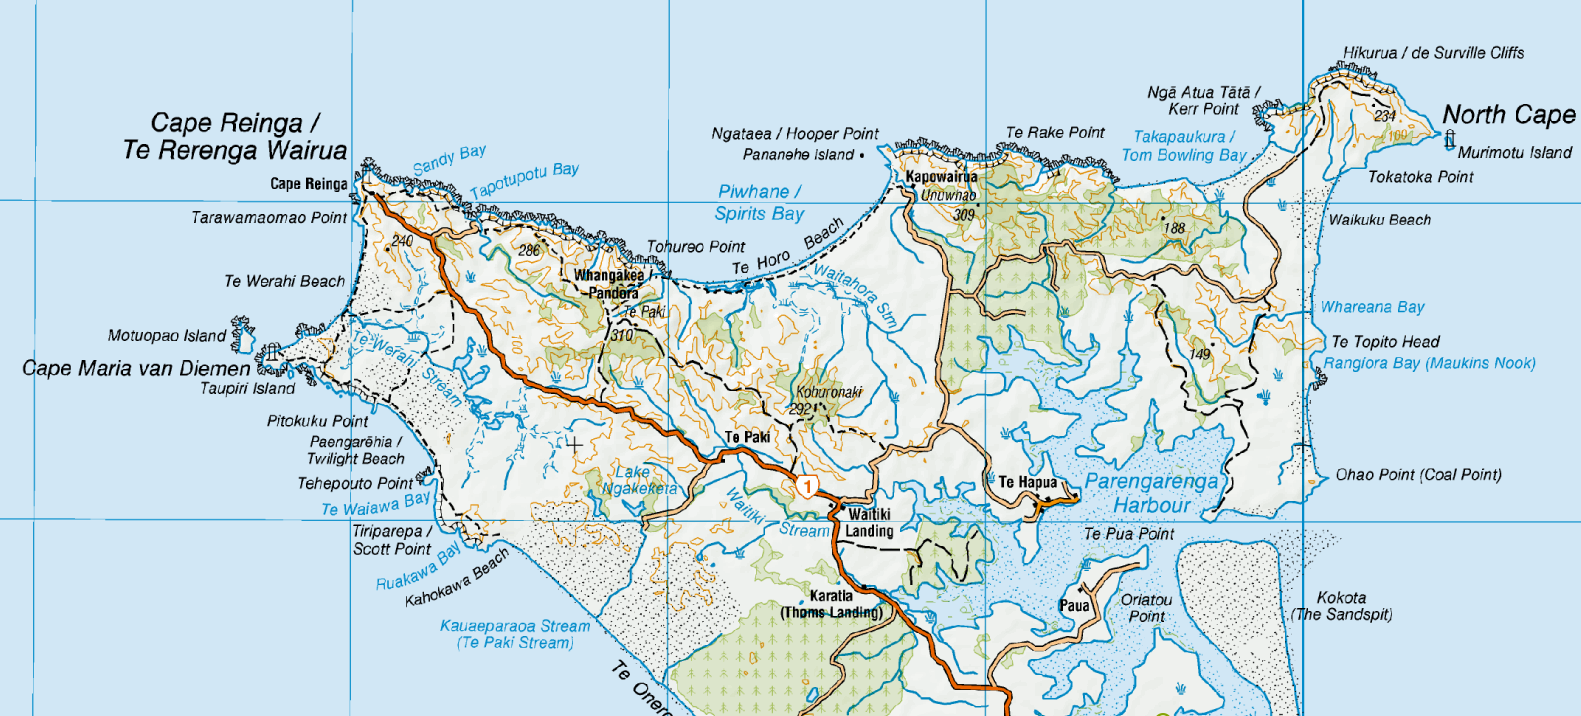 Hikurua / de Surville Cliffs
Ngā Atua Tātā /
Kerr Point
234
100
North Cape
Murimotu Island
Cape Reinga /
Te Rerenga Wairua
Sandy Bay
Tapotupotu Bay
Ngataea / Hooper Point
Pananehe Island
Te Rake Point
Takapaukura /
Tom Bowling Bay
Tokatoka Point
Cape Reinga
Tarawamaomao Point
Kapowairua
Unuwhao
309
Piwhane /
Spirits Bay
188
Waikuku Beach
240
286
Tohureo Point
Te Horo Beach
Te Werahi Beach
Whangakea /
Pandora
Te Paki
310
Waitahora Stm
Whareana Bay
Motuopao Island
Te Werahi Stream
Te Topito Head
149
Rangiora Bay (Maukins Nook)
Cape Maria van Diemen
Taupiri Island
Kohuronaki
292
Pitokuku Point
Paengarēhia /
Twilight Beach
Te Paki
Tehepouto Point
Lake
Ngakeketa
1
Te Hapua
Parengarenga
Harbour
Ohao Point (Coal Point)
Te Waiawa Bay
Waitiki Stream
Waitiki
Landing
Tiriparepa /
Scott Point
Te Pua Point
Ruakawa Bay
Kahokawa Beach
Karatia
(Thoms Landing)
Paua
Oriatou
Point
Kokota
(The Sandspit)
Kauaeparaoa Stream
(Te Paki Stream)
Te Onero